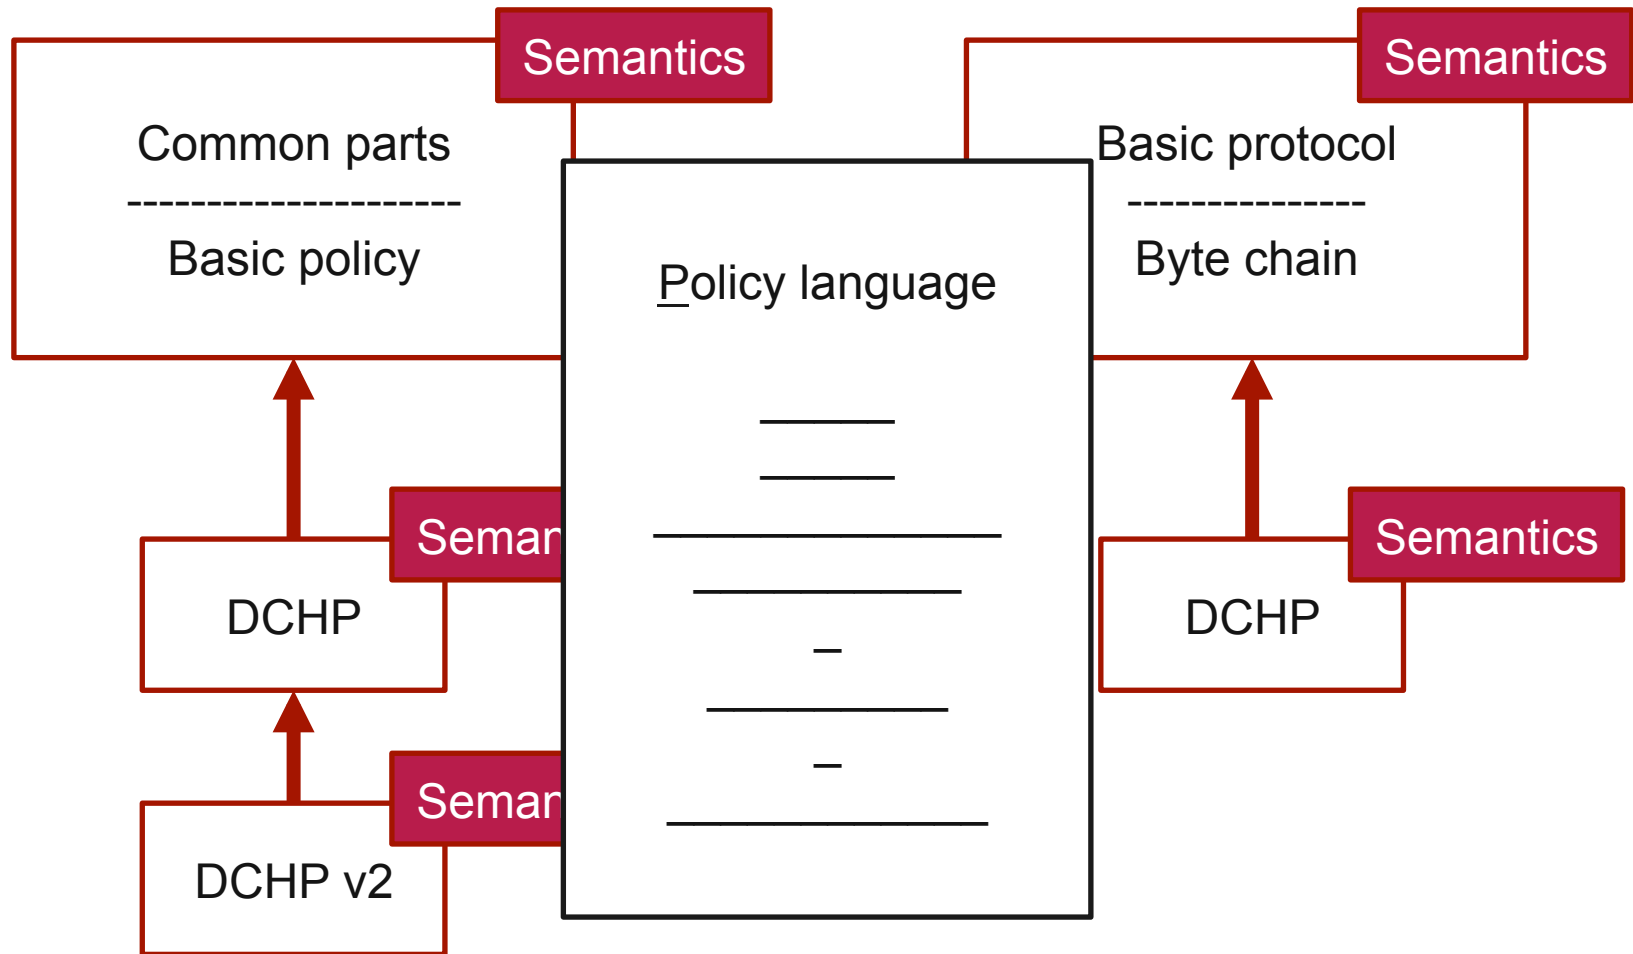 Semantics
Common parts
---------------------
Basic policy
Semantics
Basic protocol
---------------
Byte chain
Policy language
Seman
DCHP
Seman
DCHP v2
Semantics
DCHP